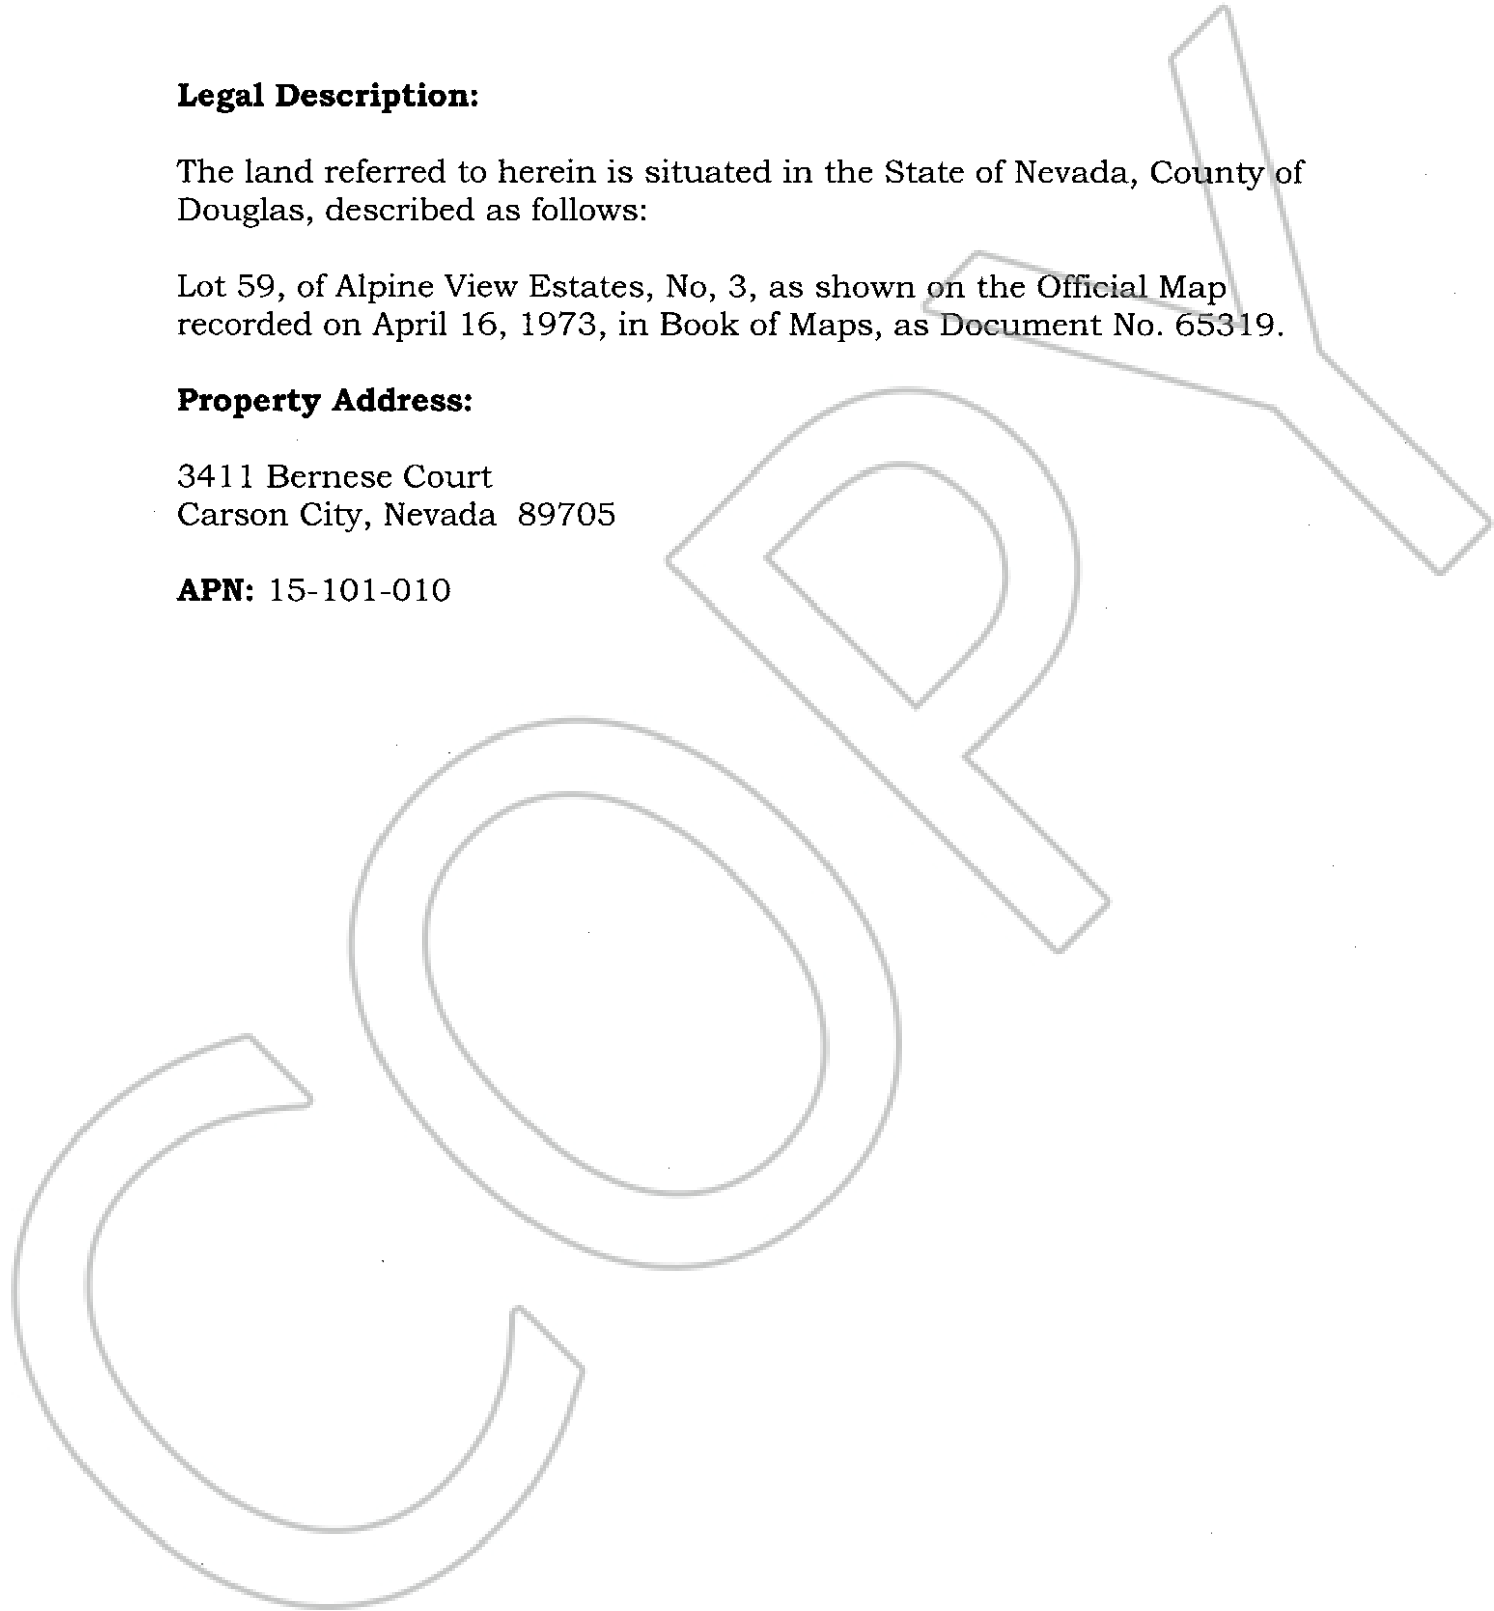 Legal Description:
The land referred to herein is situated in the State of Nevada, County of
Douglas, described as follows:
Lot 59, of Alpine View Estates, No, 3, as shown on the Official Map
recorded on April 16, 1973, in Book of Maps, as Document No. 65319.
Property Address:
3411 Bernese Court
Carson City, Nevada 89705
APN: 15-101-010
COPY